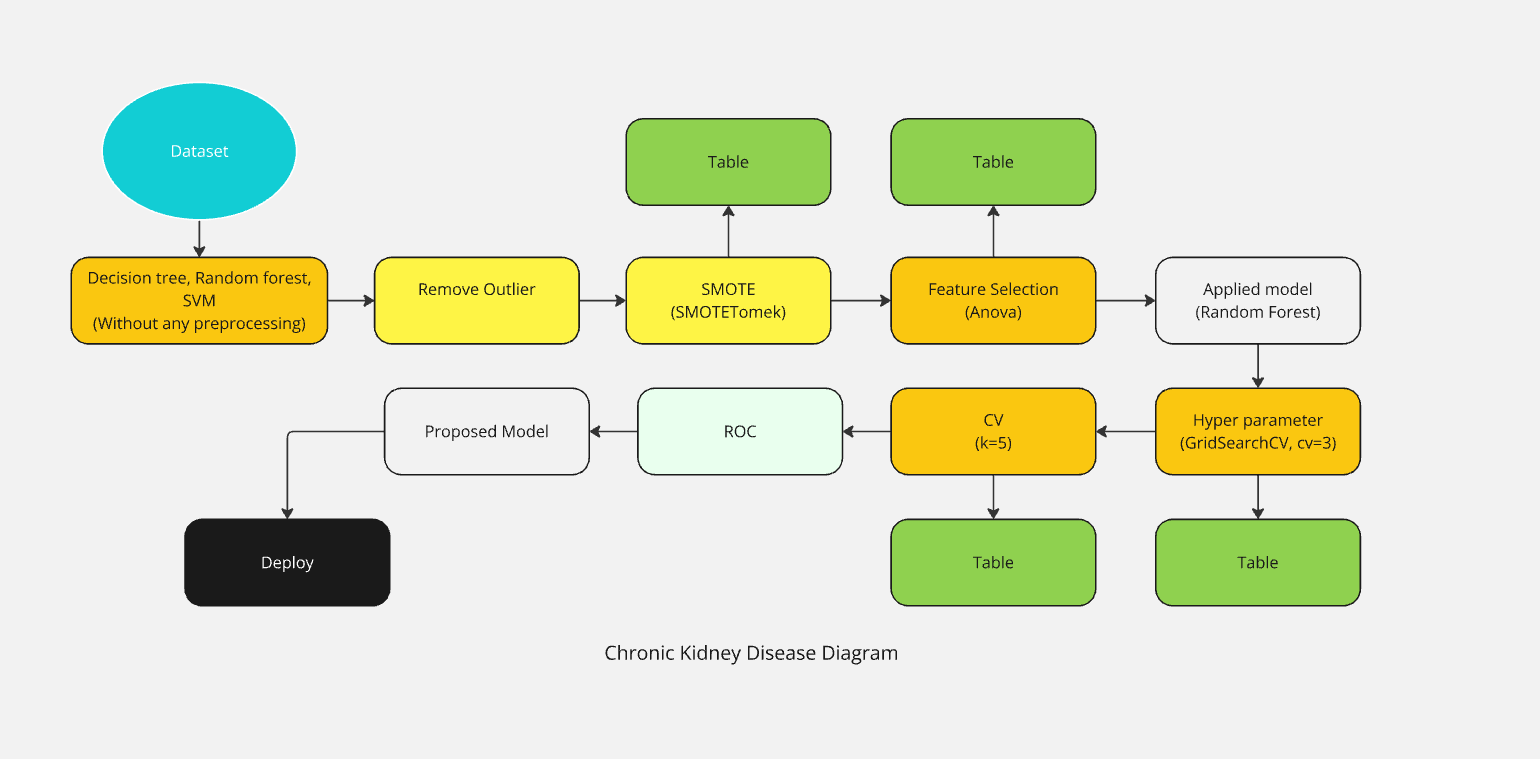 Dataset
Table
Table
Decision tree, Random forest,
SVM
(Without any preprocessing)
Remove Outlier
SMOTE
(SMOTETomek)
Feature Selection
(Anova)
Applied model
(Random Forest)
Proposed Model
ROC
CV
(k=5)
Hyper parameter
(GridSearchCV, cv=3)
Deploy
Table
Table
Chronic Kidney Disease Diagram